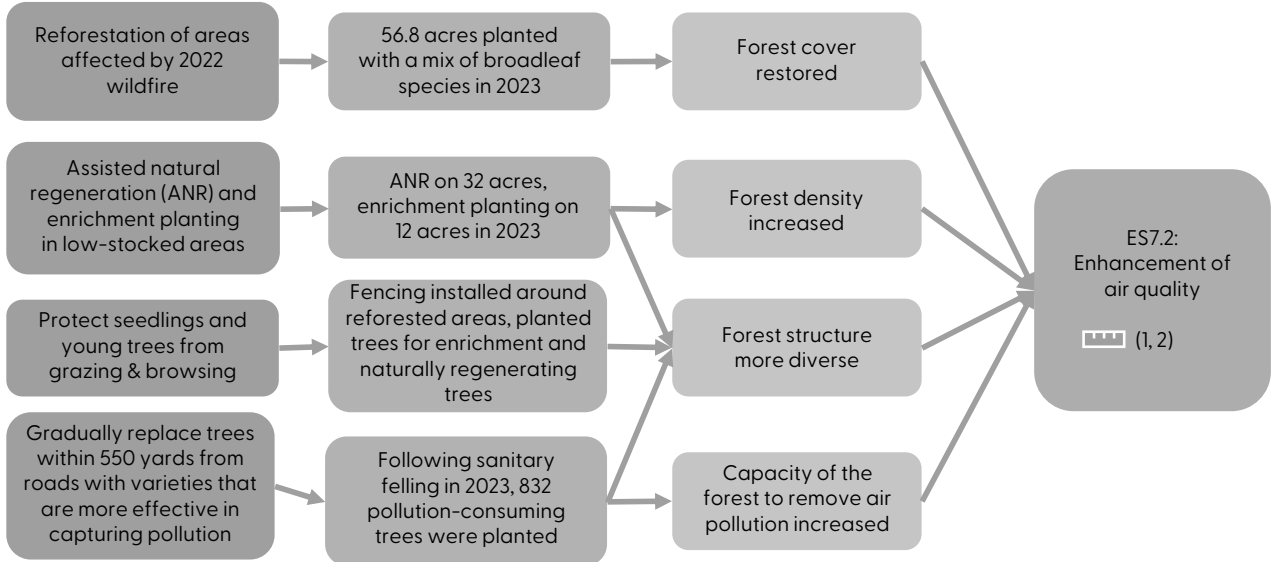 Reforestation of areas
affected by 2022
wildfire
56.8 acres planted
with a mix of broadleaf
species in 2023
Forest cover
restored
Assisted natural
regeneration (ANR) and
enrichment planting
in low-stocked areas
ANR on 32 acres,
enrichment planting on
12 acres in 2023
Forest density
increased
Protect seedlings and
young trees from
grazing & browsing
Fencing installed around
reforested areas, planted
trees for enrichment and
naturally regenerating
trees
Forest structure
more diverse
Gradually replace trees
within 550 yards from
roads with varieties that
are more effective in
capturing pollution
Following sanitary
felling in 2023, 832
pollution-consuming
trees were planted
Capacity of the
forest to remove air
pollution increased
ES7.2:
Enhancement of
air quality
(1, 2)